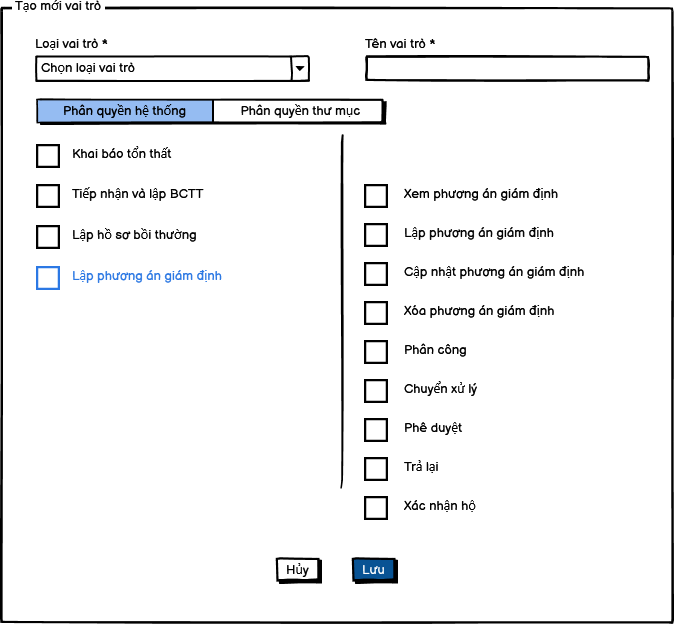 Tạo mới vai trò
Loại vai trò *
Tên vai trò *
Chọn loại vai trò
Phân quyền hệ thống
Phân quyền thư mục
Khai báo tổn thất
Tiếp nhận và lập BCTT
Lập hồ sơ bồi thường
Lập phương án giám định
Xem phương án giám định
Lập phương án giám định
Cập nhật phương án giám định
Xóa phương án giám định
Phân công
Chuyển xử lý
Phê duyệt
Trả lại
Xác nhận hộ
Hủy
Lưu